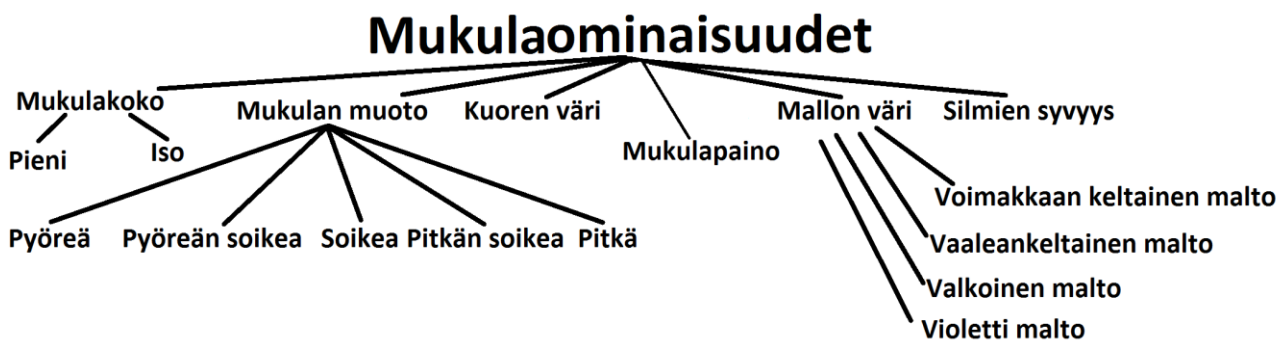 Mukulaominaisuudet
Mukulakoko
Mukulan muoto
Kuoren väri
Mukulapaino
Mallon väri
Silmien syvyys
Pieni
Iso
Pyöreä
Pyöreän soikea
Soikea
Pitkän soikea
Pitkä
Voimakkaan keltainen malto
Vaaleankeltainen malto
Valkoinen malto
Violetti malto